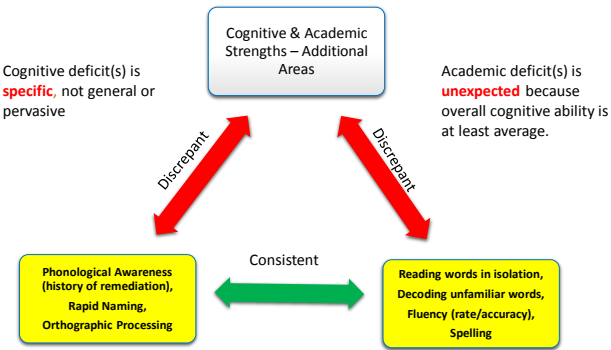 Cognitive & Academic
Strengths – Additional
Areas
Cognitive deficit(s) is
specific, not general or
pervasive
Academic deficit(s) is
unexpected because
overall cognitive ability is
at least average.
Discrepant
Discrepant
Consistent
Phonological Awareness
(history of remediation),
Rapid Naming,
Orthographic Processing
Reading words in isolation,
Decoding unfamiliar words,
Fluency (rate/accuracy),
Spelling